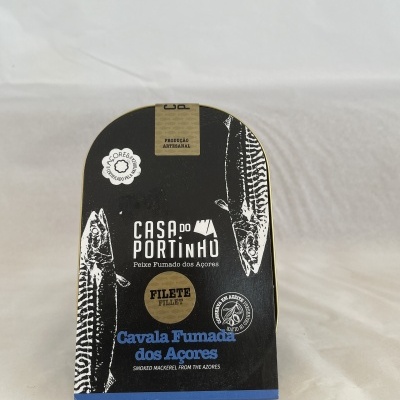 C
P
PRODUÇÃO
ARTESANAL
AÇORES
CASA DO
PORTINHO
Peixe Fumado dos Açores
FILETE
FILLET
Cavala Fumada
dos Açores
SMOKED MACKEREL FROM THE AZORES